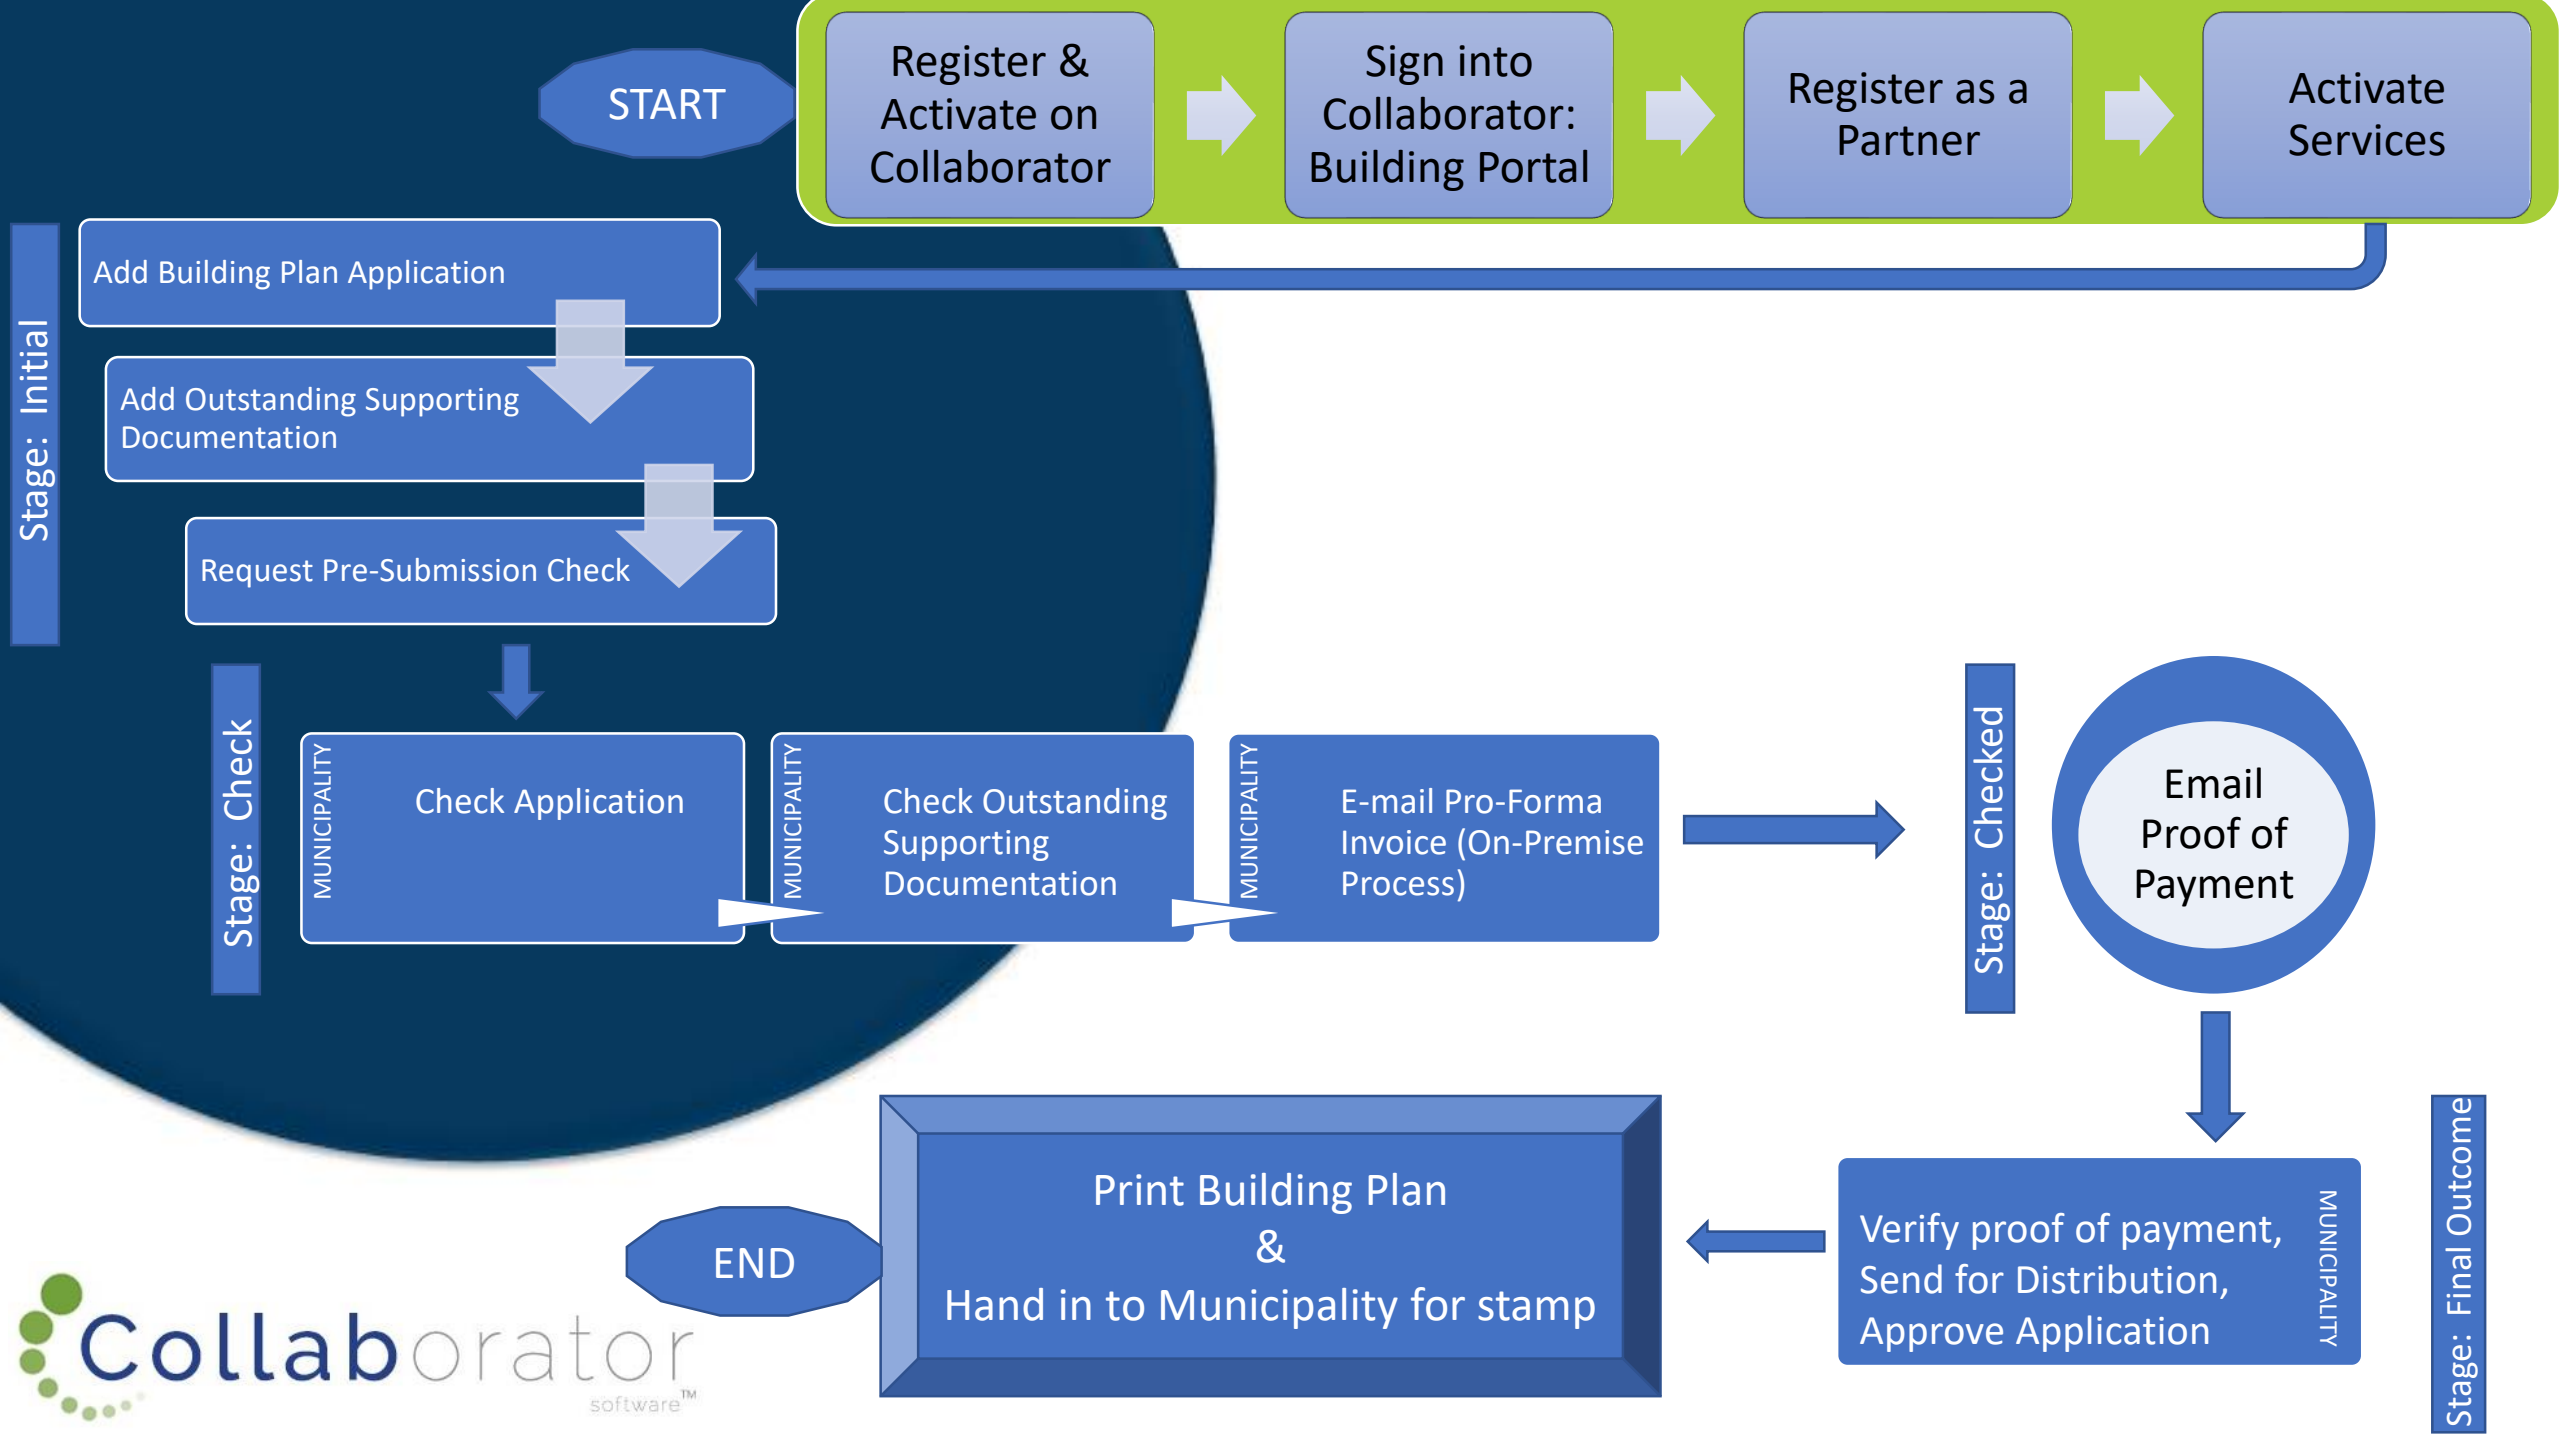 START
Register &
Activate on
Collaborator
Sign into
Collaborator:
Building Portal
Register as a
Partner
Activate
Services
Stage: Initial
Add Building Plan Application
Add Outstanding Supporting
Documentation
Request Pre-Submission Check
Stage: Check
MUNICIPALITY
Check Application
MUNICIPALITY
Check Outstanding
Supporting
Documentation
MUNICIPALITY
E-mail Pro-Forma
Invoice (On-Premise
Process)
Stage: Checked
Email
Proof of
Payment
Stage: Final Outcome
MUNICIPALITY
Verify proof of payment,
Send for Distribution,
Approve Application
Print Building Plan
&
Hand in to Municipality for stamp
END
Collaborator
software™